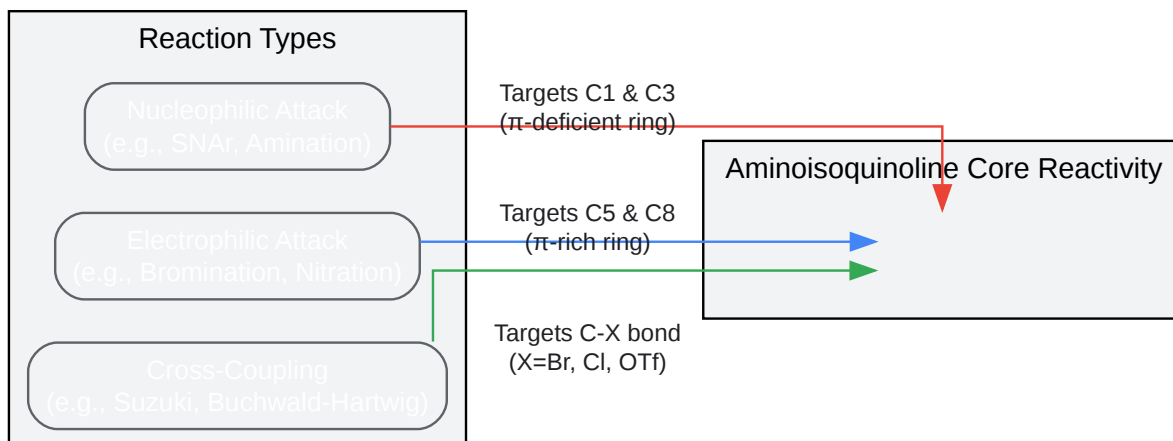 Reaction Types
Nucleophilic Attack
(e.g., SNAr, Amination)
Targets C1 & C3
(π-deficient ring)
Aminoisoquinoline Core Reactivity
Electrophilic Attack
(e.g., Bromination, Nitration)
Targets C5 & C8
(π-rich ring)
Cross-Coupling
(e.g., Suzuki, Buchwald-Hartwig)
Targets C-X bond
(X=Br, Cl, OTf)